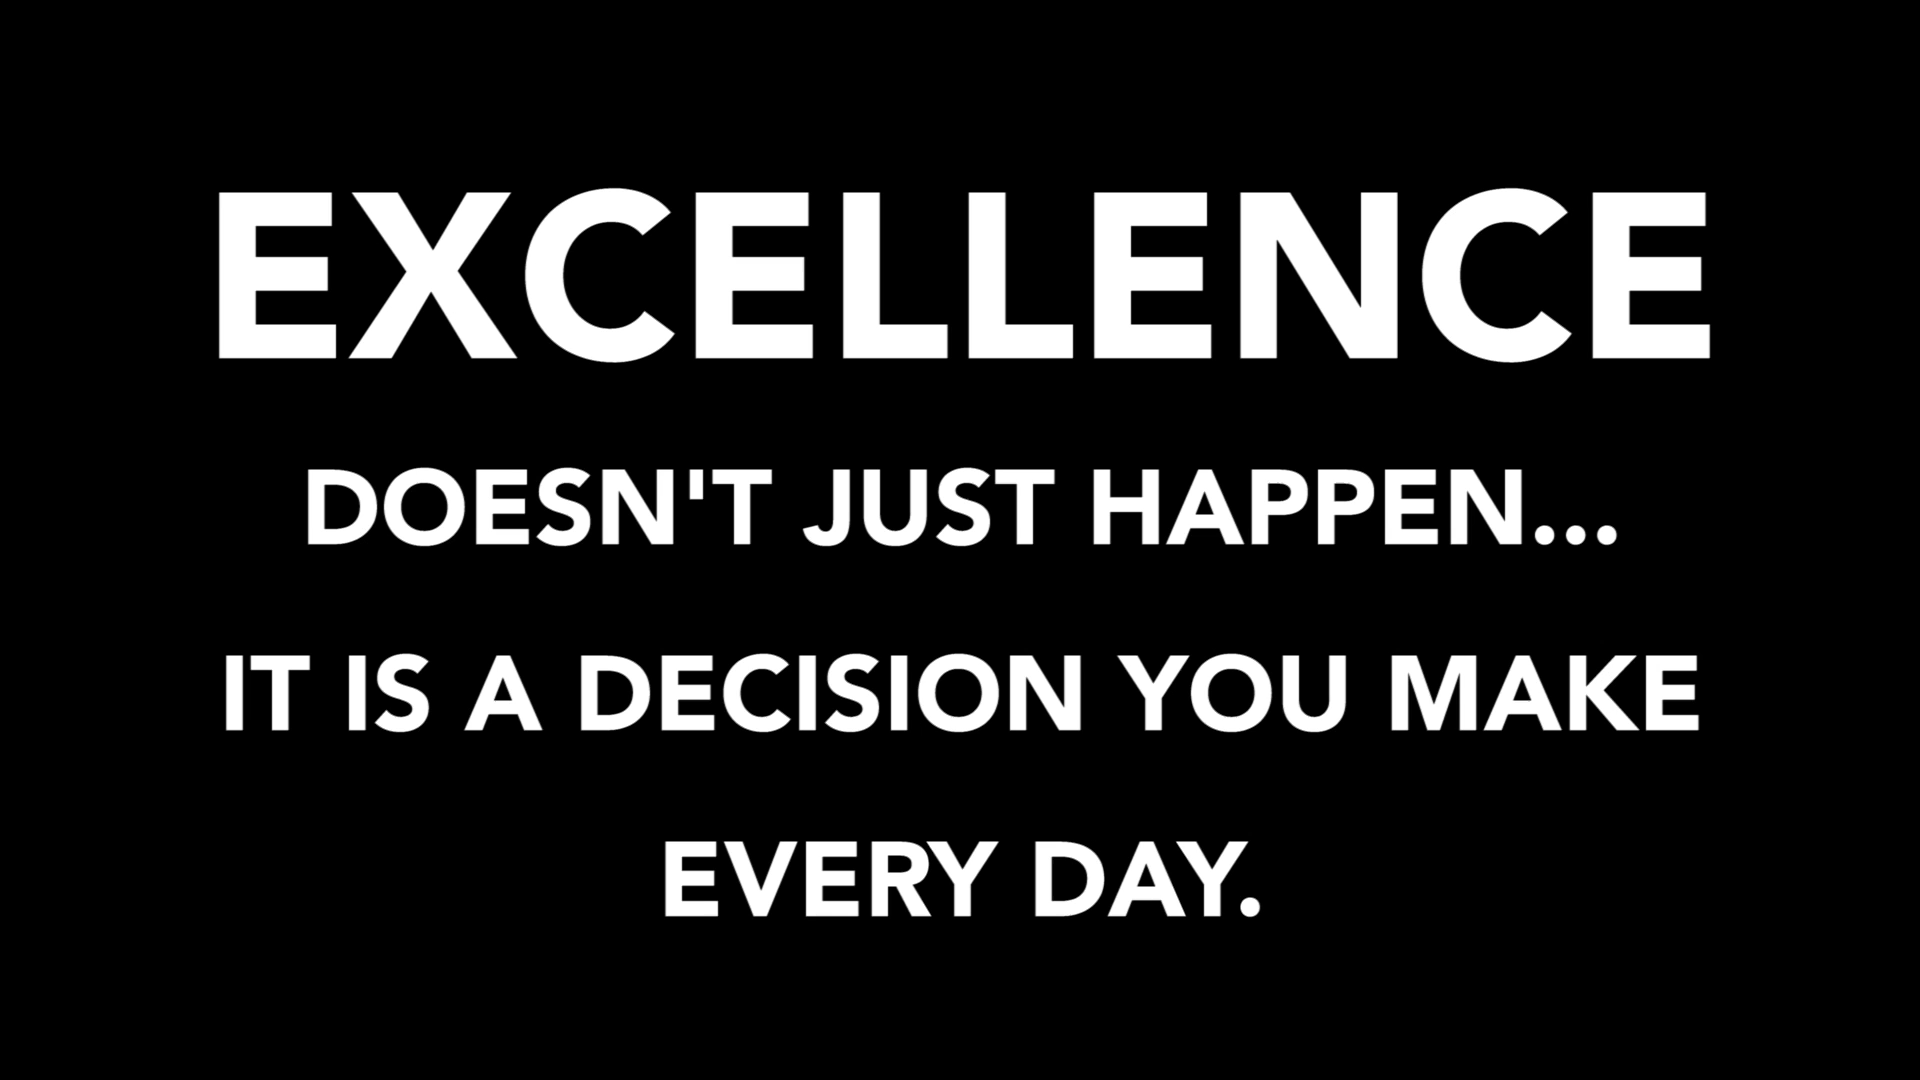 EXCELLENCE
DOESN'T JUST HAPPEN...
IT IS A DECISION YOU MAKE
EVERY DAY.